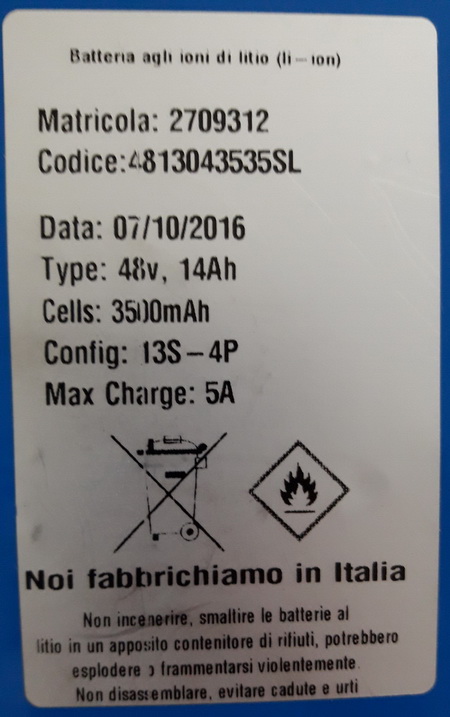 Batteria agli ioni di litio (li-ion)
Matricola: 2709312
Codice:4813043535SL
Data: 07/10/2016
Type: 48v, 14Ah
Cells: 3500mAh
Config: 13S-4P
Max Charge: 5A
Noi fabbrichiamo in Italia
Non incenerire, smaltire le batterie al
litio in un apposito contenitore di rifiuti, potrebbero
esplodere o frammentarsi violentemente.
Non disassemblare, evitare cadute e urti